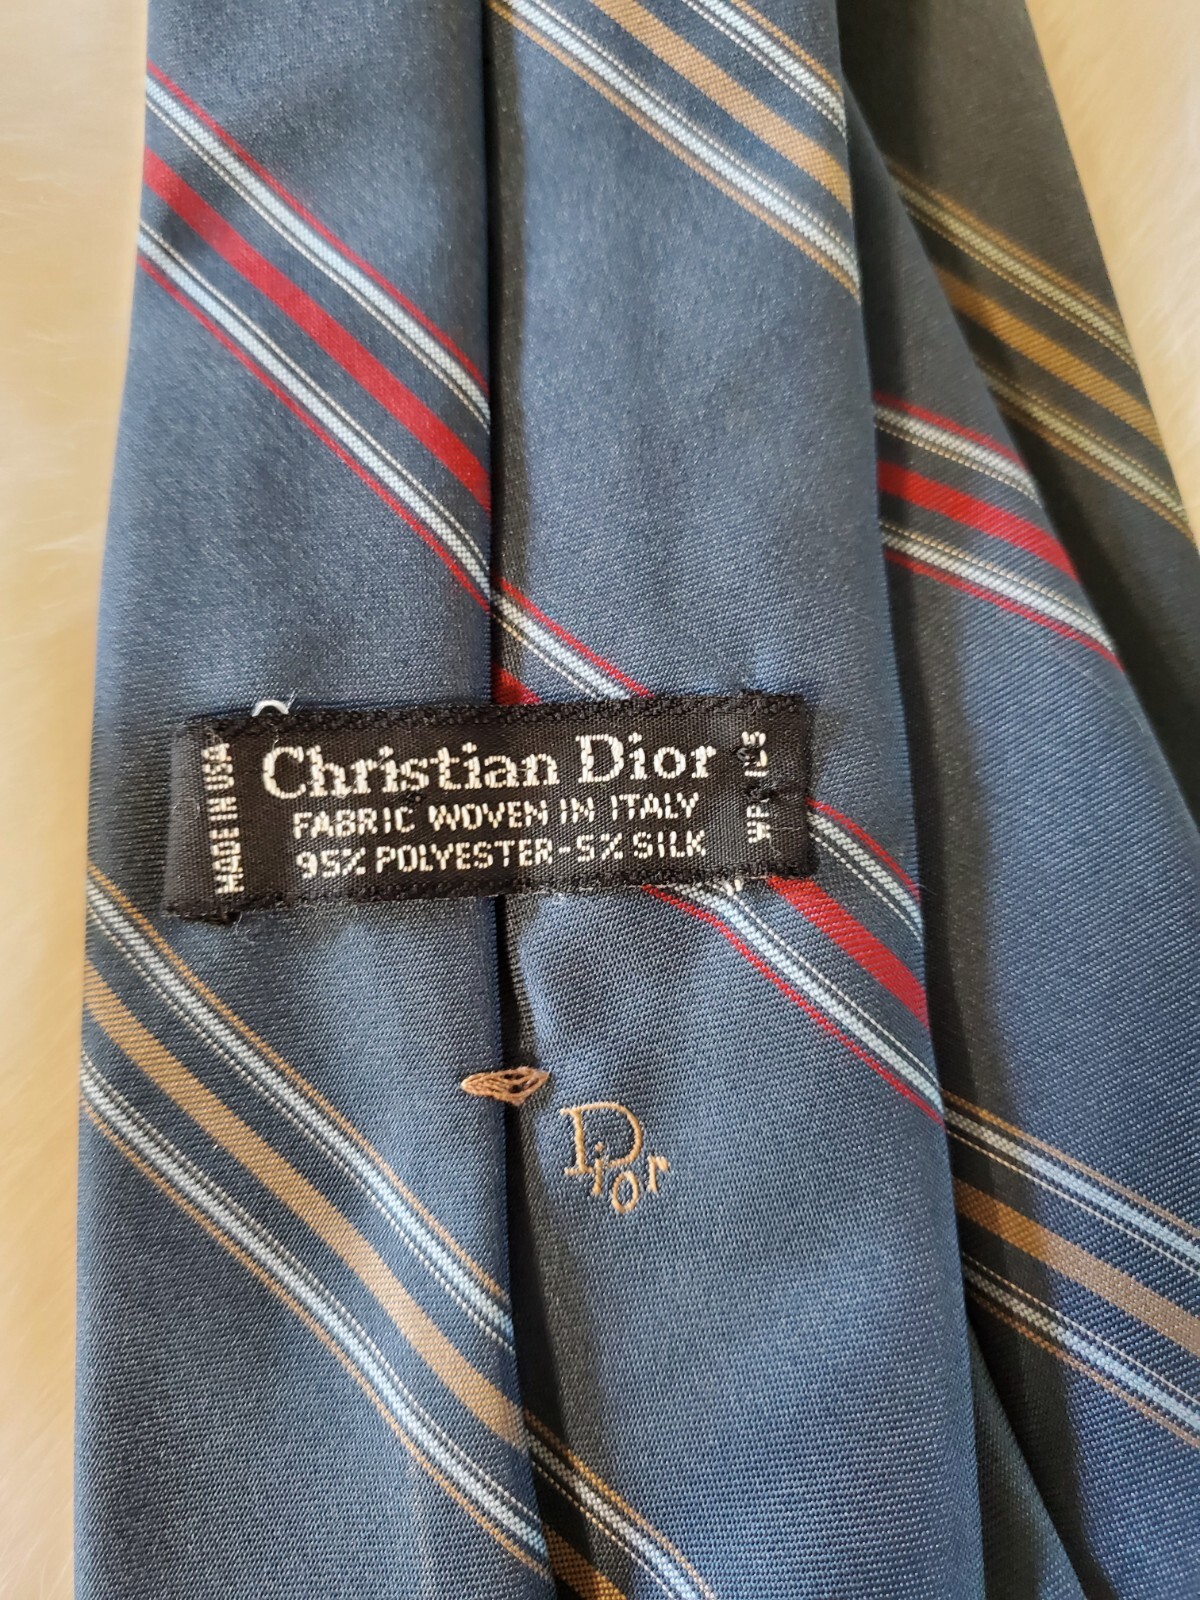 MADE IN USA
Christian Dior
FABRIC WOVEN IN ITALY
95% POLYESTER-5% SILK
Dior